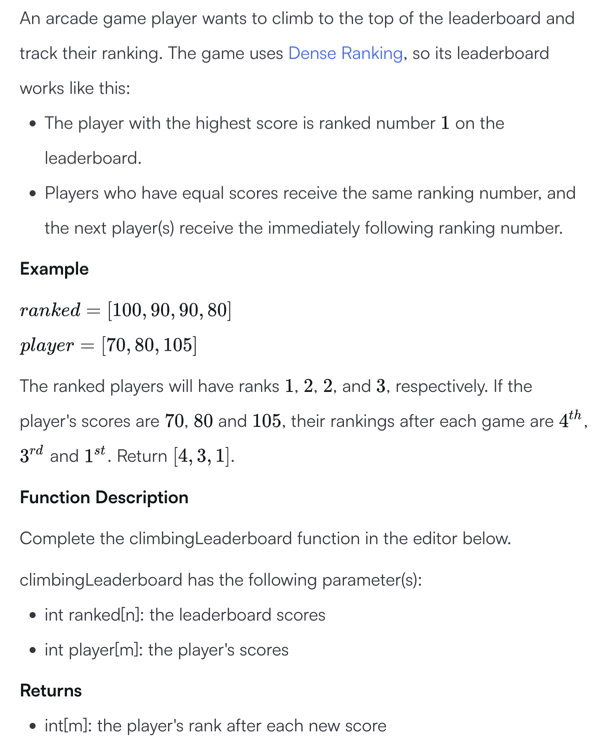 An arcade game player wants to climb to the top of the leaderboard and
track their ranking. The game uses Dense Ranking, so its leaderboard
works like this:
• The player with the highest score is ranked number 1 on the
leaderboard.
• Players who have equal scores receive the same ranking number, and
the next player(s) receive the immediately following ranking number.
Example
ranked = [100, 90, 90, 80]
player = [70, 80, 105]
The ranked players will have ranks 1, 2, 2, and 3, respectively. If the
player's scores are 70, 80 and 105, their rankings after each game are 4th,
3rd and 1st. Return [4, 3, 1].
Function Description
Complete the climbingLeaderboard function in the editor below.
climbingLeaderboard has the following parameter(s):
• int ranked[n]: the leaderboard scores
• int player[m]: the player's scores
Returns
• int[m]: the player's rank after each new score